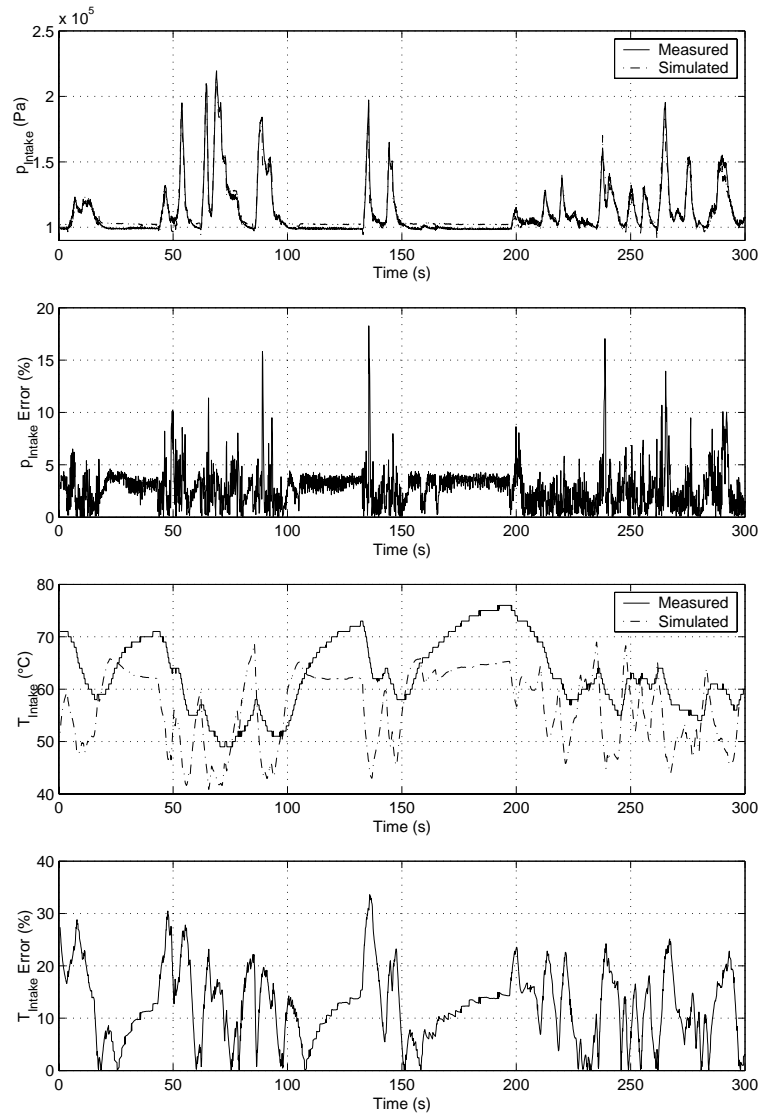 x 10^5
2.5
2
1.5
1
p_Intake (Pa)
Measured
Simulated
0 50 100 150 200 250 300
Time (s)
20
15
10
5
0
p_Intake Error (%)
0 50 100 150 200 250 300
Time (s)
80
70
60
50
40
T_Intake (°C)
Measured
Simulated
0 50 100 150 200 250 300
Time (s)
40
30
20
10
0
T_Intake Error (%)
0 50 100 150 200 250 300
Time (s)